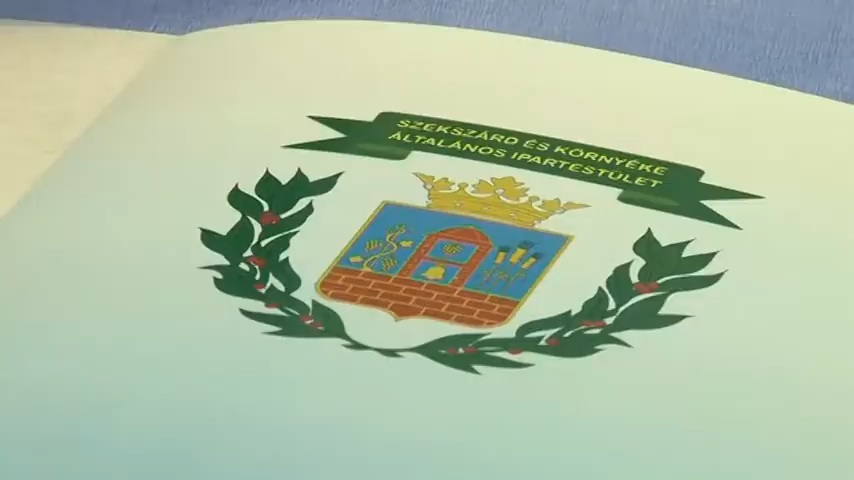 SZEKSZÁRD ÉS KÖRNYÉKE
ÁLTALÁNOS IPARTESTÜLET